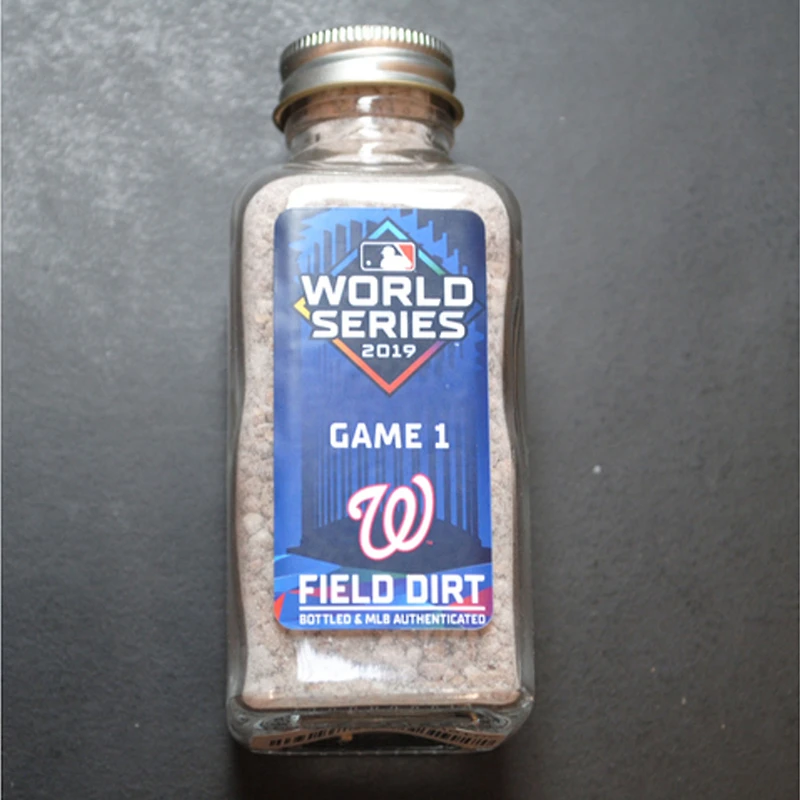 WORLD
SERIES
2019
GAME 1
W
FIELD DIRT
BOTTLED & MLB AUTHENTICATED